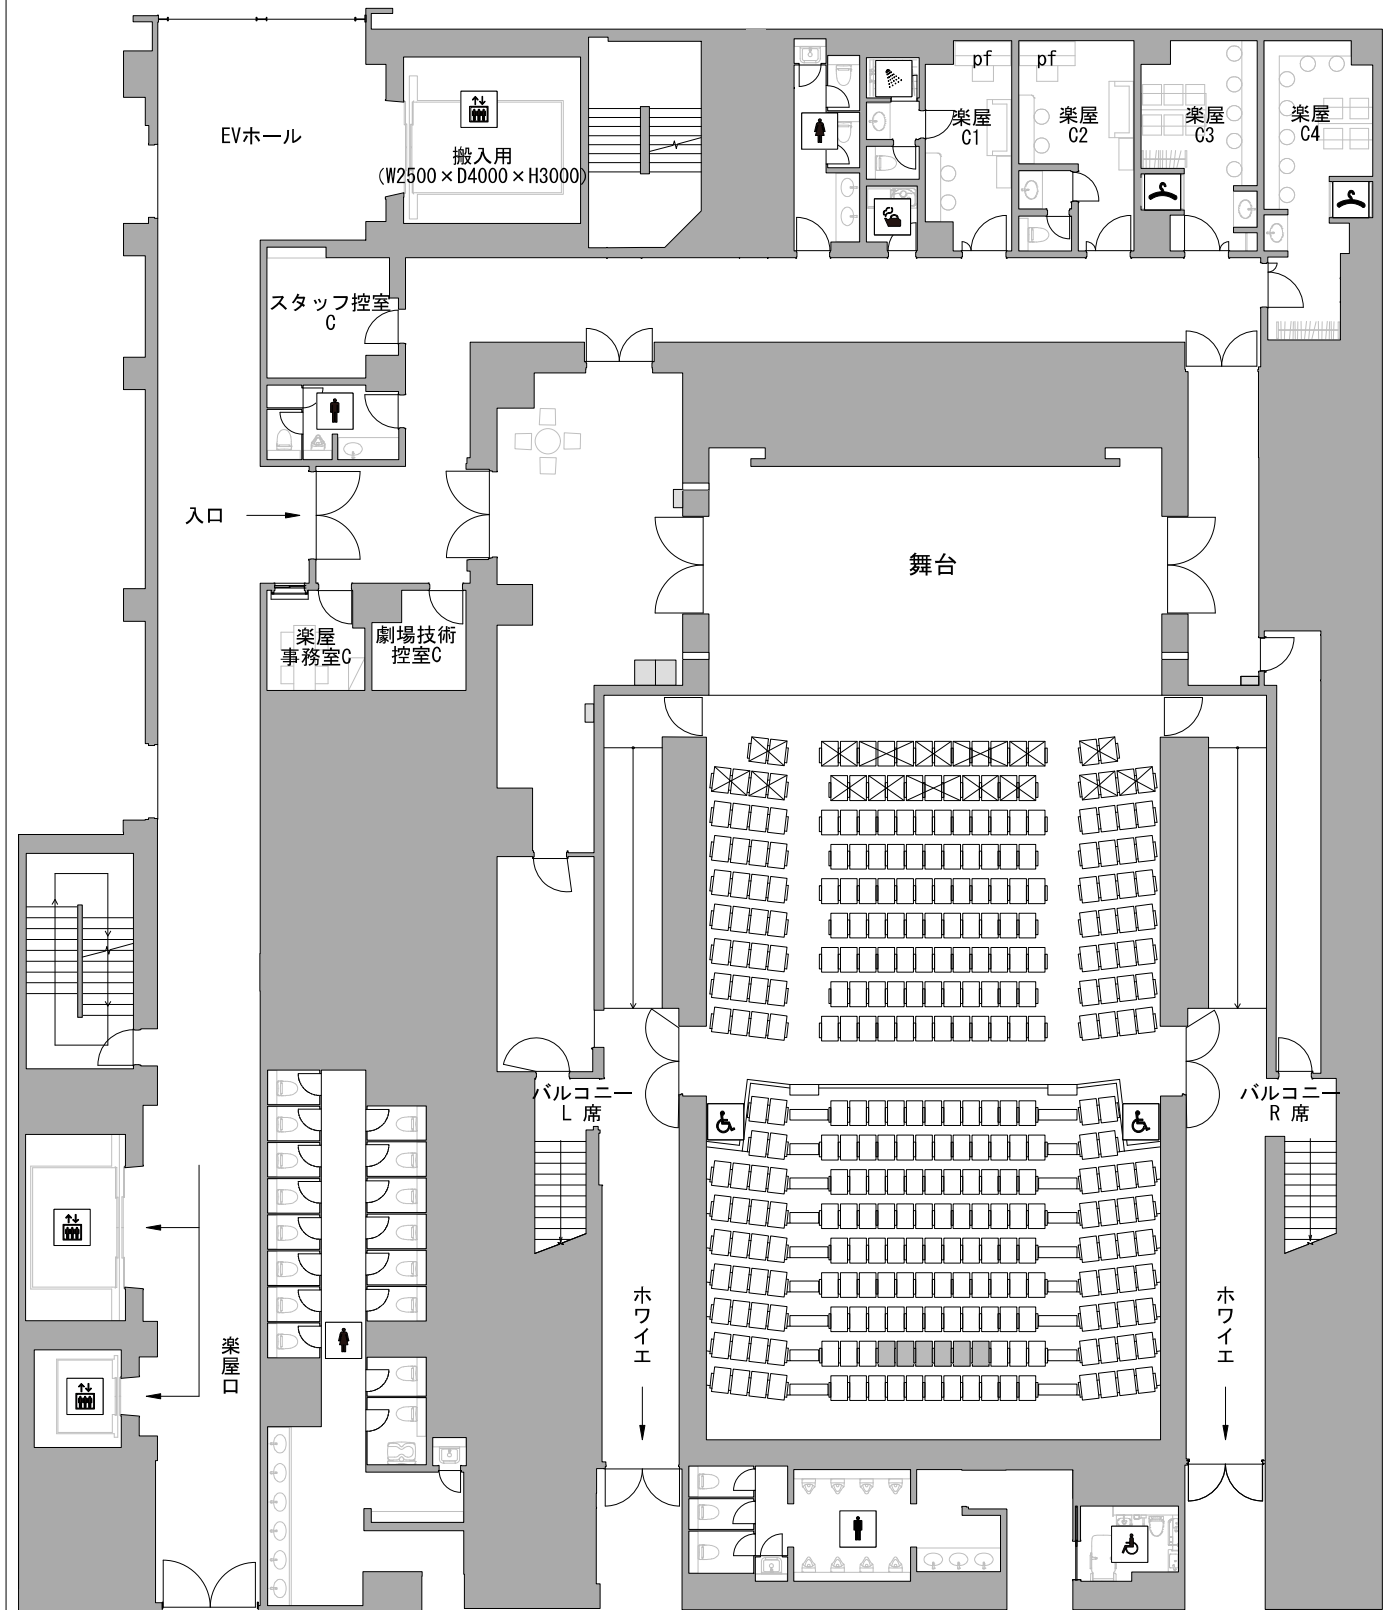 EVホール
搬入用
(W2500×D4000×H3000)
pf
楽屋
C1
pf
楽屋
C2
楽屋
C3
楽屋
C4
スタッフ控室
C
入口
舞台
楽屋
事務室C
劇場技術
控室C
バルコニー
L 席
バルコニー
R 席
ホワイエ
ホワイエ
楽屋口